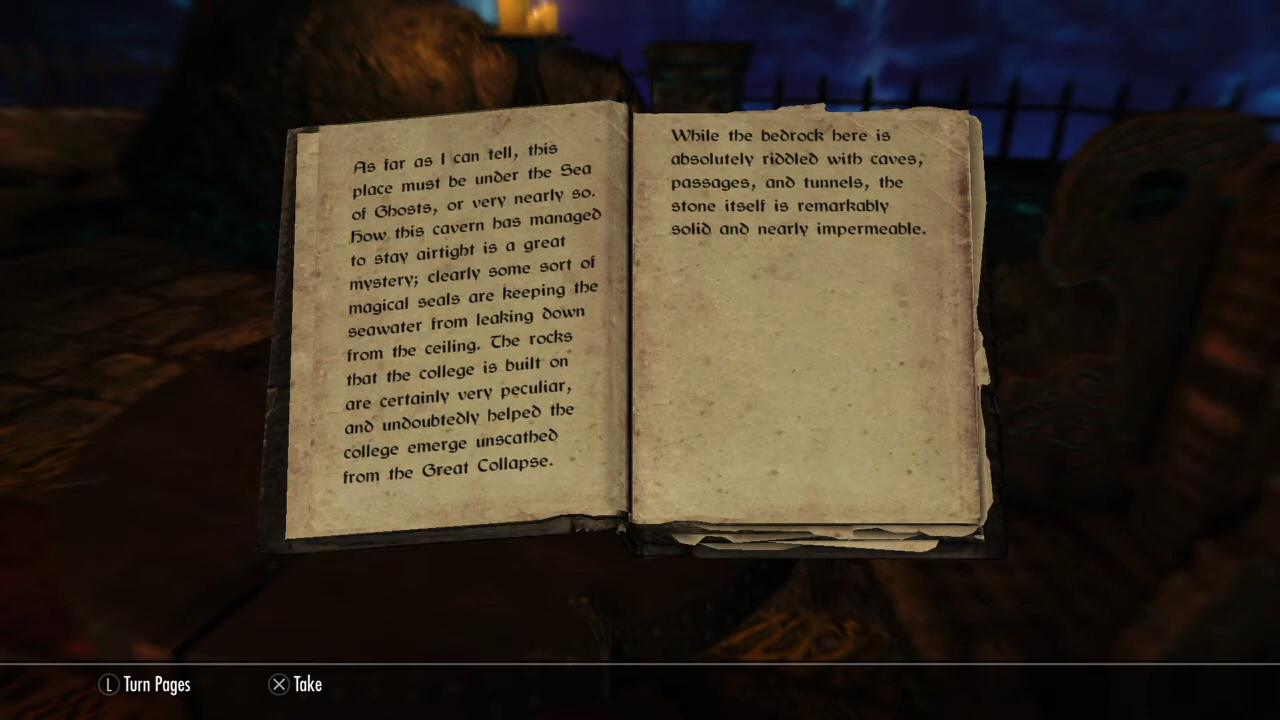 As far as I can tell, this
place must be under the Sea
of Ghosts, or very nearly so.
How this cavern has managed
to stay airtight is a great
mystery; clearly some sort of
magical seals are keeping the
seawater from leaking down
from the ceiling. The rocks
that the college is built on
are certainly very peculiar,
and undoubtedly helped the
college emerge unscathed
from the Great Collapse.
While the bedrock here is
absolutely riddled with caves,
passages, and tunnels, the
stone itself is remarkably
solid and nearly impermeable.
L Turn Pages
X Take